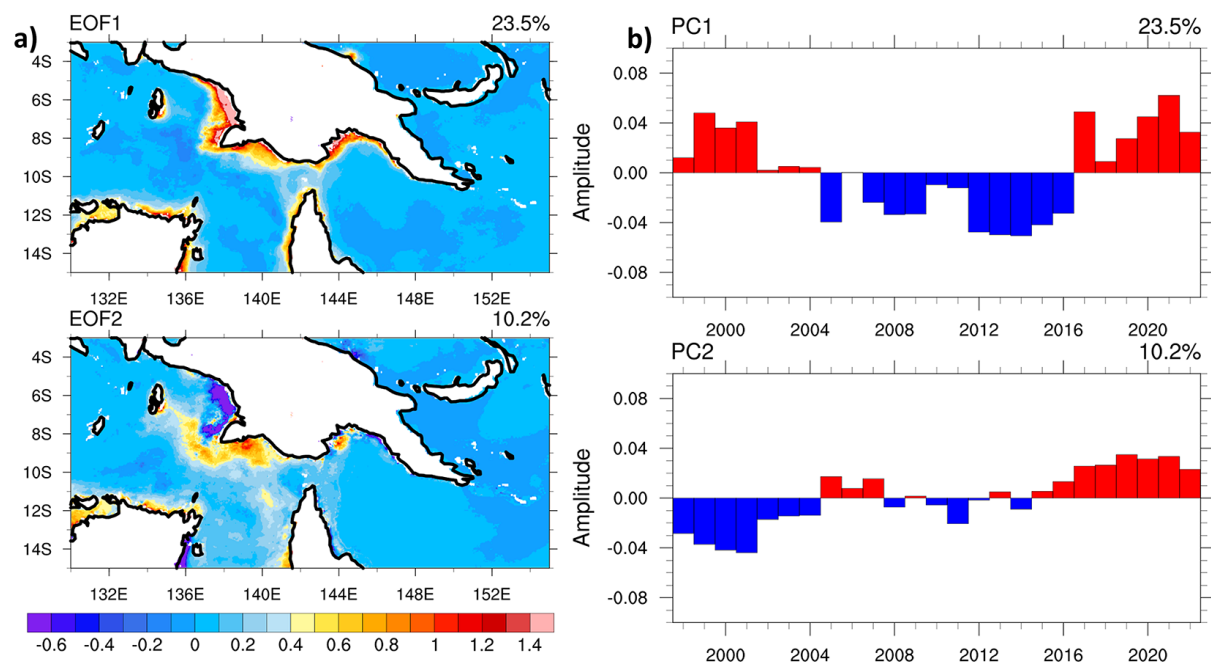 a)
EOF1 23.5%
4S
6S
8S
10S
12S
14S
132E 136E 140E 144E 148E 152E
EOF2 10.2%
4S
6S
8S
10S
12S
14S
132E 136E 140E 144E 148E 152E
-0.6 -0.4 -0.2 0 0.2 0.4 0.6 0.8 1 1.2 1.4
b)
PC1 23.5%
Amplitude
0.08
0.04
0.00
-0.04
-0.08
2000 2004 2008 2012 2016 2020
PC2 10.2%
Amplitude
0.08
0.04
0.00
-0.04
-0.08
2000 2004 2008 2012 2016 2020